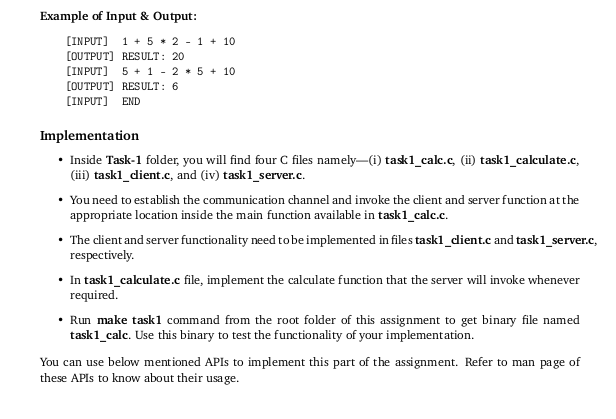 Example of Input & Output:
[INPUT] 1 + 5 * 2 - 1 + 10
[OUTPUT] RESULT: 20
[INPUT] 5 + 1 - 2 * 5 + 10
[OUTPUT] RESULT: 6
[INPUT] END
Implementation
• Inside Task-1 folder, you will find four C files namely—(i) task1_calc.c, (ii) task1_calculate.c,
(iii) task1_client.c, and (iv) task1_server.c.
• You need to establish the communication channel and invoke the client and server function at the
appropriate location inside the main function available in task1_calc.c.
• The client and server functionality need to be implemented in files task1_client.c and task1_server.c,
respectively.
• In task1_calculate.c file, implement the calculate function that the server will invoke whenever
required.
• Run make task1 command from the root folder of this assignment to get binary file named
task1_calc. Use this binary to test the functionality of your implementation.
You can use below mentioned APIs to implement this part of the assignment. Refer to man page of
these APIs to know about their usage.